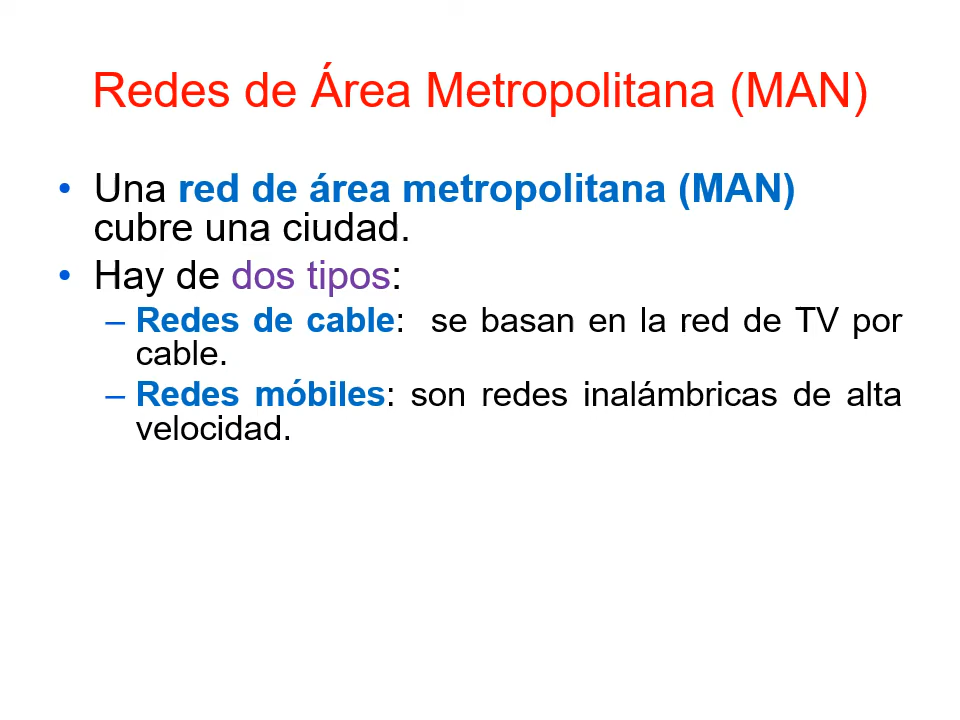 Redes de Área Metropolitana (MAN)
• Una red de área metropolitana (MAN)
cubre una ciudad.
• Hay de dos tipos:
– Redes de cable:  se basan en la red de TV por
cable.
– Redes móbiles: son redes inalámbricas de alta
velocidad.